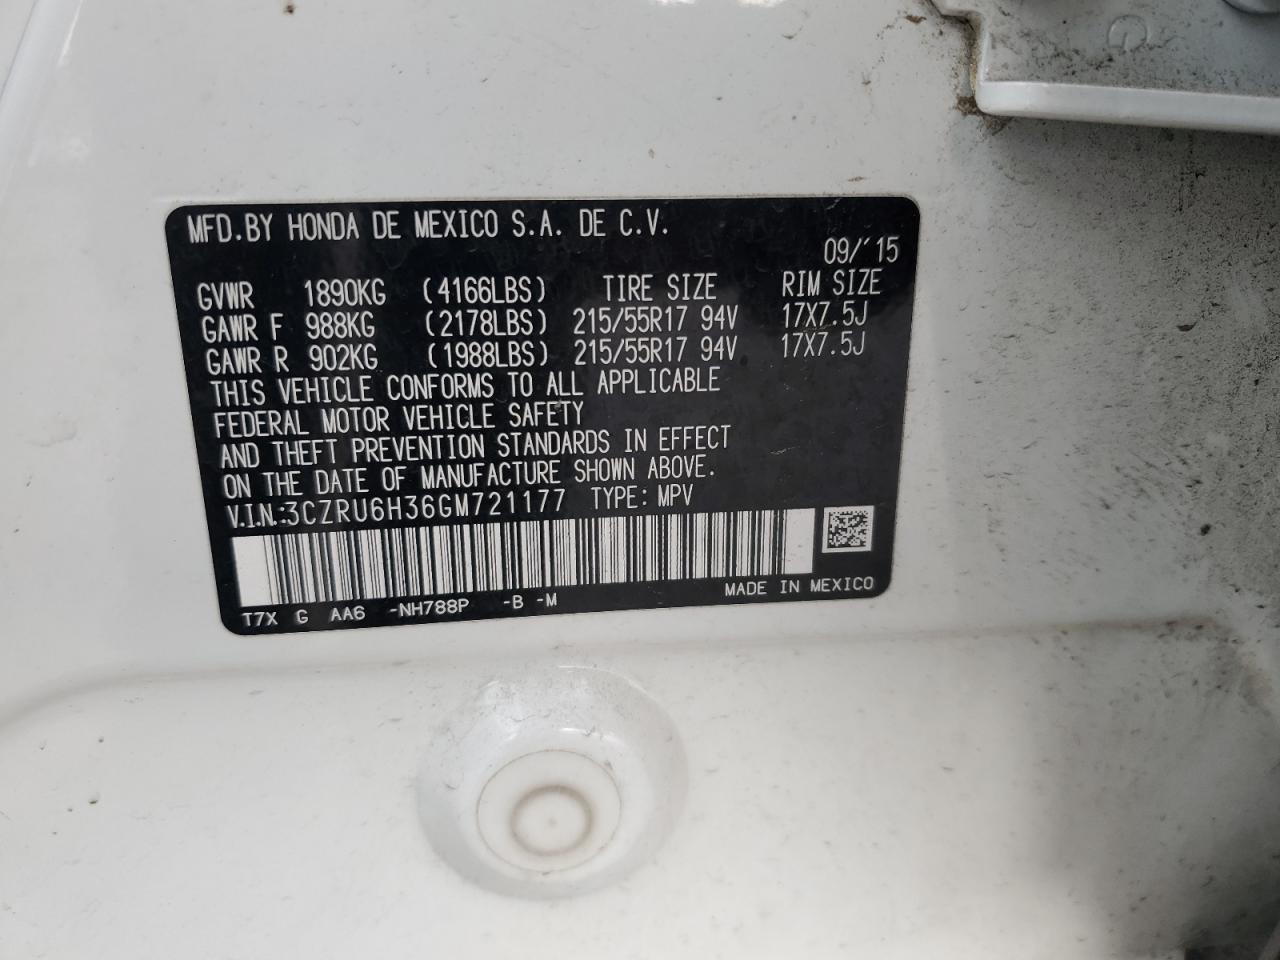 MFD.BY HONDA DE MEXICO S.A. DE C.V.
09/´15
GVWR 1890KG (4166LBS) TIRE SIZE RIM SIZE
GAWR F 988KG (2178LBS) 215/55R17 94V 17X7.5J
GAWR R 902KG (1988LBS) 215/55R17 94V 17X7.5J
THIS VEHICLE CONFORMS TO ALL APPLICABLE
FEDERAL MOTOR VEHICLE SAFETY
AND THEFT PREVENTION STANDARDS IN EFFECT
ON THE DATE OF MANUFACTURE SHOWN ABOVE.
V.I.N.:3CZRU6H36GM721177 TYPE: MPV
T7X G AA6 -NH788P -B -M MADE IN MEXICO